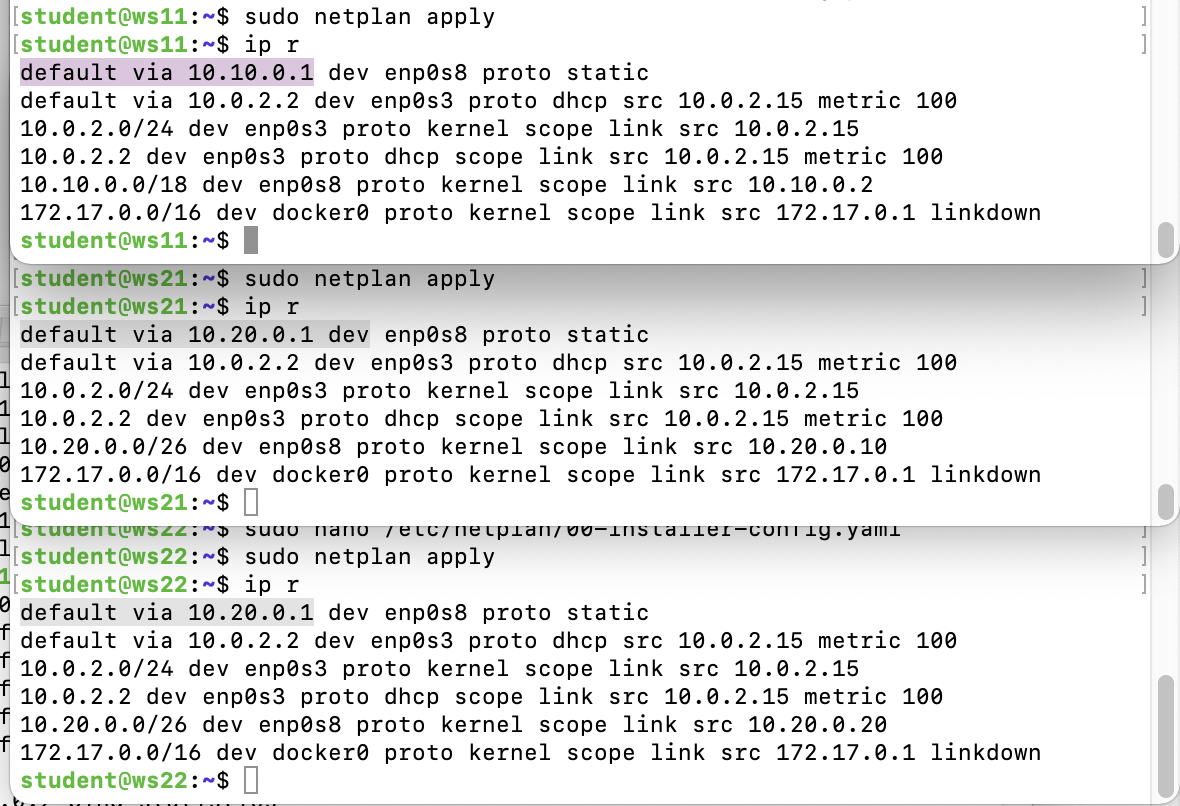 [student@ws11:~$ sudo netplan apply ]
[student@ws11:~$ ip r ]
default via 10.10.0.1 dev enp0s8 proto static
default via 10.0.2.2 dev enp0s3 proto dhcp src 10.0.2.15 metric 100
10.0.2.0/24 dev enp0s3 proto kernel scope link src 10.0.2.15
10.0.2.2 dev enp0s3 proto dhcp scope link src 10.0.2.15 metric 100
10.10.0.0/18 dev enp0s8 proto kernel scope link src 10.10.0.2
172.17.0.0/16 dev docker0 proto kernel scope link src 172.17.0.1 linkdown
student@ws11:~$
[student@ws21:~$ sudo netplan apply ]
[student@ws21:~$ ip r ]
default via 10.20.0.1 dev enp0s8 proto static
default via 10.0.2.2 dev enp0s3 proto dhcp src 10.0.2.15 metric 100
10.0.2.0/24 dev enp0s3 proto kernel scope link src 10.0.2.15
10.0.2.2 dev enp0s3 proto dhcp scope link src 10.0.2.15 metric 100
10.20.0.0/26 dev enp0s8 proto kernel scope link src 10.20.0.10
172.17.0.0/16 dev docker0 proto kernel scope link src 172.17.0.1 linkdown
student@ws21:~$
[student@ws22:~$ sudo nano /etc/netplan/00-installer-config.yaml ]
[student@ws22:~$ sudo netplan apply ]
[student@ws22:~$ ip r ]
default via 10.20.0.1 dev enp0s8 proto static
default via 10.0.2.2 dev enp0s3 proto dhcp src 10.0.2.15 metric 100
10.0.2.0/24 dev enp0s3 proto kernel scope link src 10.0.2.15
10.0.2.2 dev enp0s3 proto dhcp scope link src 10.0.2.15 metric 100
10.20.0.0/26 dev enp0s8 proto kernel scope link src 10.20.0.20
172.17.0.0/16 dev docker0 proto kernel scope link src 172.17.0.1 linkdown
student@ws22:~$